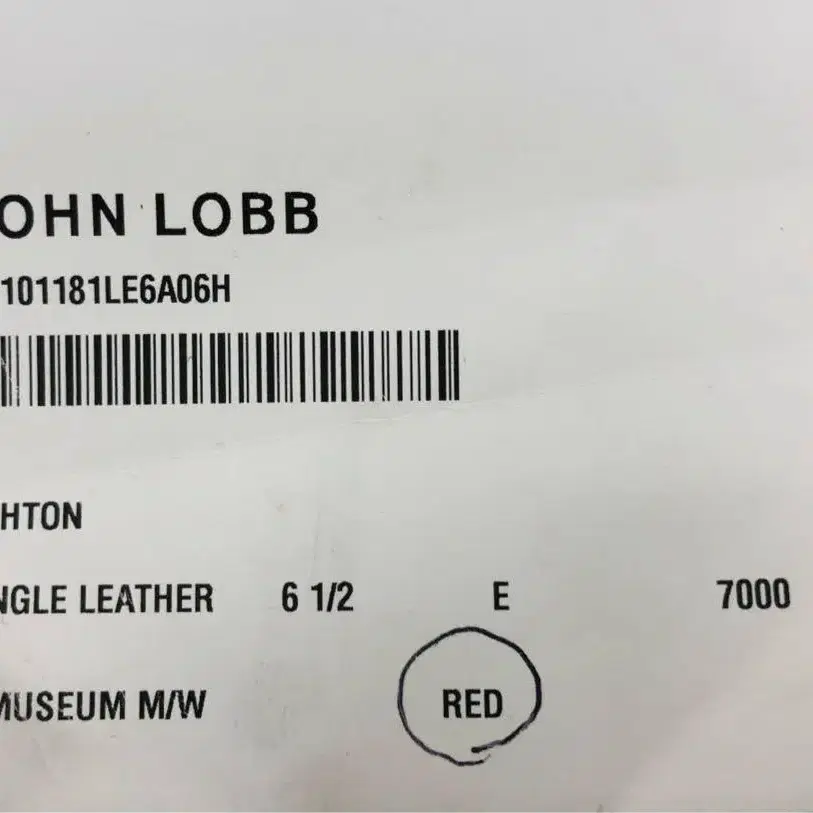 OHN LOBB
101181LE6A06H
HTON
NGLE LEATHER 6 1/2 E 7000
MUSEUM M/W RED